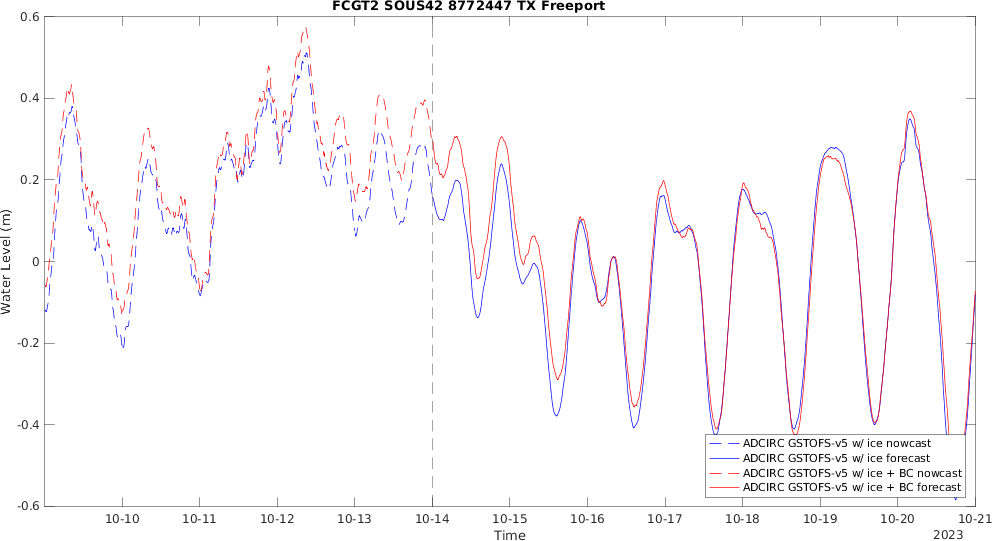 FCGT2 SOUS42 8772447 TX Freeport
0.6
0.4
0.2
0
-0.2
-0.4
-0.6
Water Level (m)
10-10 10-11 10-12 10-13 10-14 10-15 10-16 10-17 10-18 10-19 10-20 10-21
Time
2023
ADCIRC GSTOFS-v5 w/ ice nowcast
ADCIRC GSTOFS-v5 w/ ice forecast
ADCIRC GSTOFS-v5 w/ ice + BC nowcast
ADCIRC GSTOFS-v5 w/ ice + BC forecast